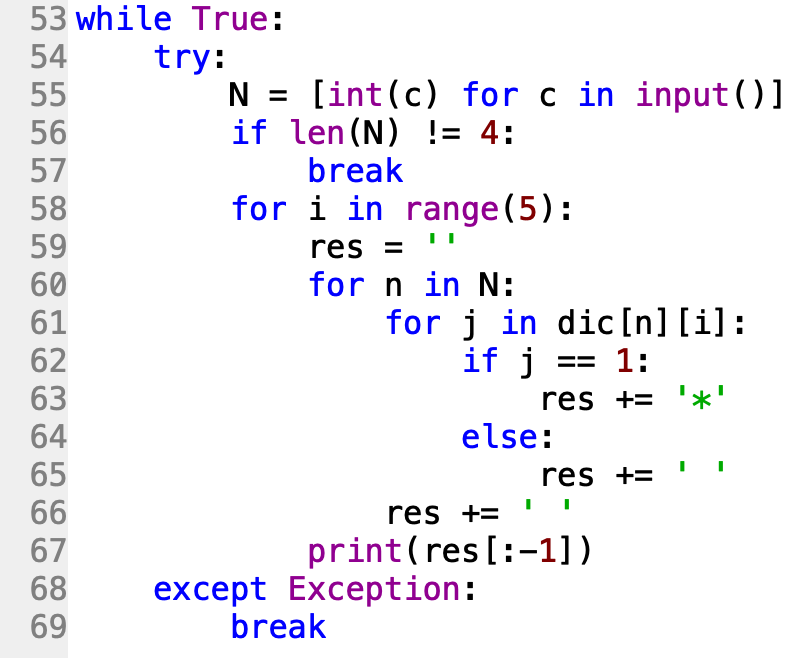 53 while True:
54     try:
55         N = [int(c) for c in input()]
56         if len(N) != 4:
57             break
58         for i in range(5):
59             res = ''
60             for n in N:
61                 for j in dic[n][i]:
62                     if j == 1:
63                         res += '*'
64                     else:
65                         res += ' '
66                 res += ' '
67             print(res[:-1])
68     except Exception:
69         break